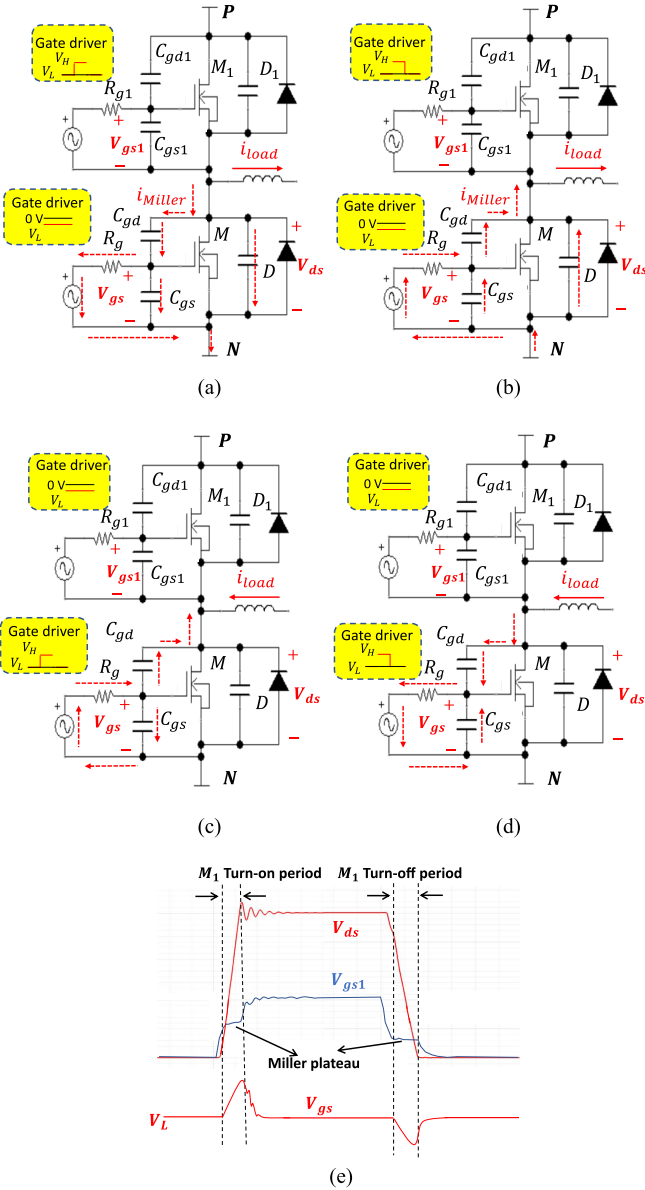 P
Gate driver
V_H
V_L
C_gd1
M_1
D_1
R_g1
+
+
V_gs1
C_gs1
−
i_load
i_Miller
Gate driver
0 V
V_L
C_gd
M
+
R_g
+
+
D
V_ds
V_gs
C_gs
−
−
N
(a)
P
Gate driver
V_H
V_L
C_gd1
M_1
D_1
R_g1
+
+
V_gs1
C_gs1
−
i_load
i_Miller
Gate driver
0 V
V_L
C_gd
M
+
R_g
+
+
D
V_ds
V_gs
C_gs
−
−
N
(b)
P
Gate driver
0 V
V_L
C_gd1
M_1
D_1
R_g1
+
+
V_gs1
C_gs1
−
i_load
Gate driver
V_H
V_L
C_gd
M
+
R_g
+
+
D
V_ds
V_gs
C_gs
−
−
N
(c)
P
Gate driver
0 V
V_L
C_gd1
M_1
D_1
R_g1
+
+
V_gs1
C_gs1
−
i_load
Gate driver
V_H
V_L
C_gd
M
+
R_g
+
+
D
V_ds
V_gs
C_gs
−
−
N
(d)
M_1 Turn-on period
M_1 Turn-off period
V_ds
V_gs1
Miller plateau
V_gs
V_L
(e)